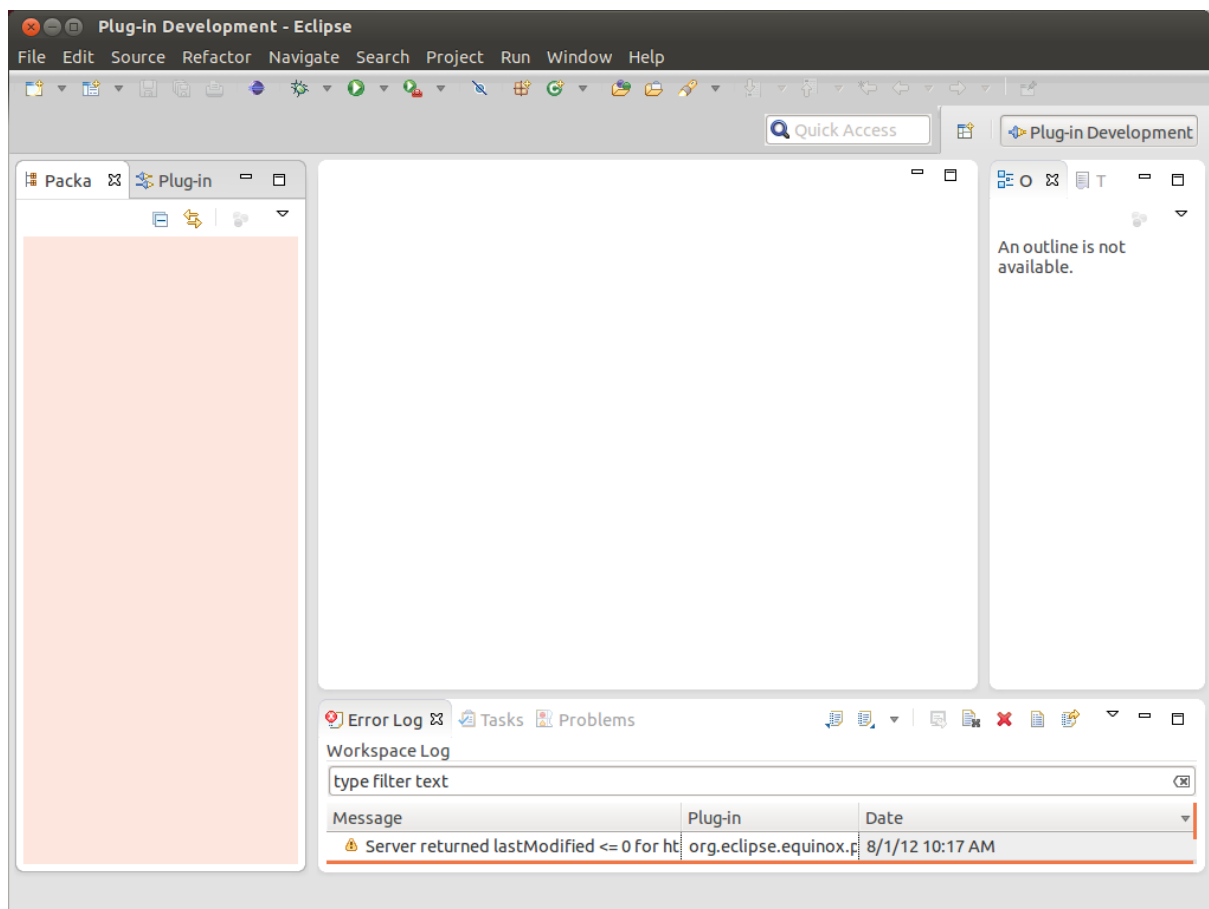 Plug-in Development - Eclipse
File Edit Source Refactor Navigate Search Project Run Window Help
Quick Access
Plug-in Development
Packa Plug-in
O T
An outline is not
available.
Error Log Tasks Problems
Workspace Log
type filter text
Message Plug-in Date
Server returned lastModified <= 0 for ht org.eclipse.equinox.p 8/1/12 10:17 AM